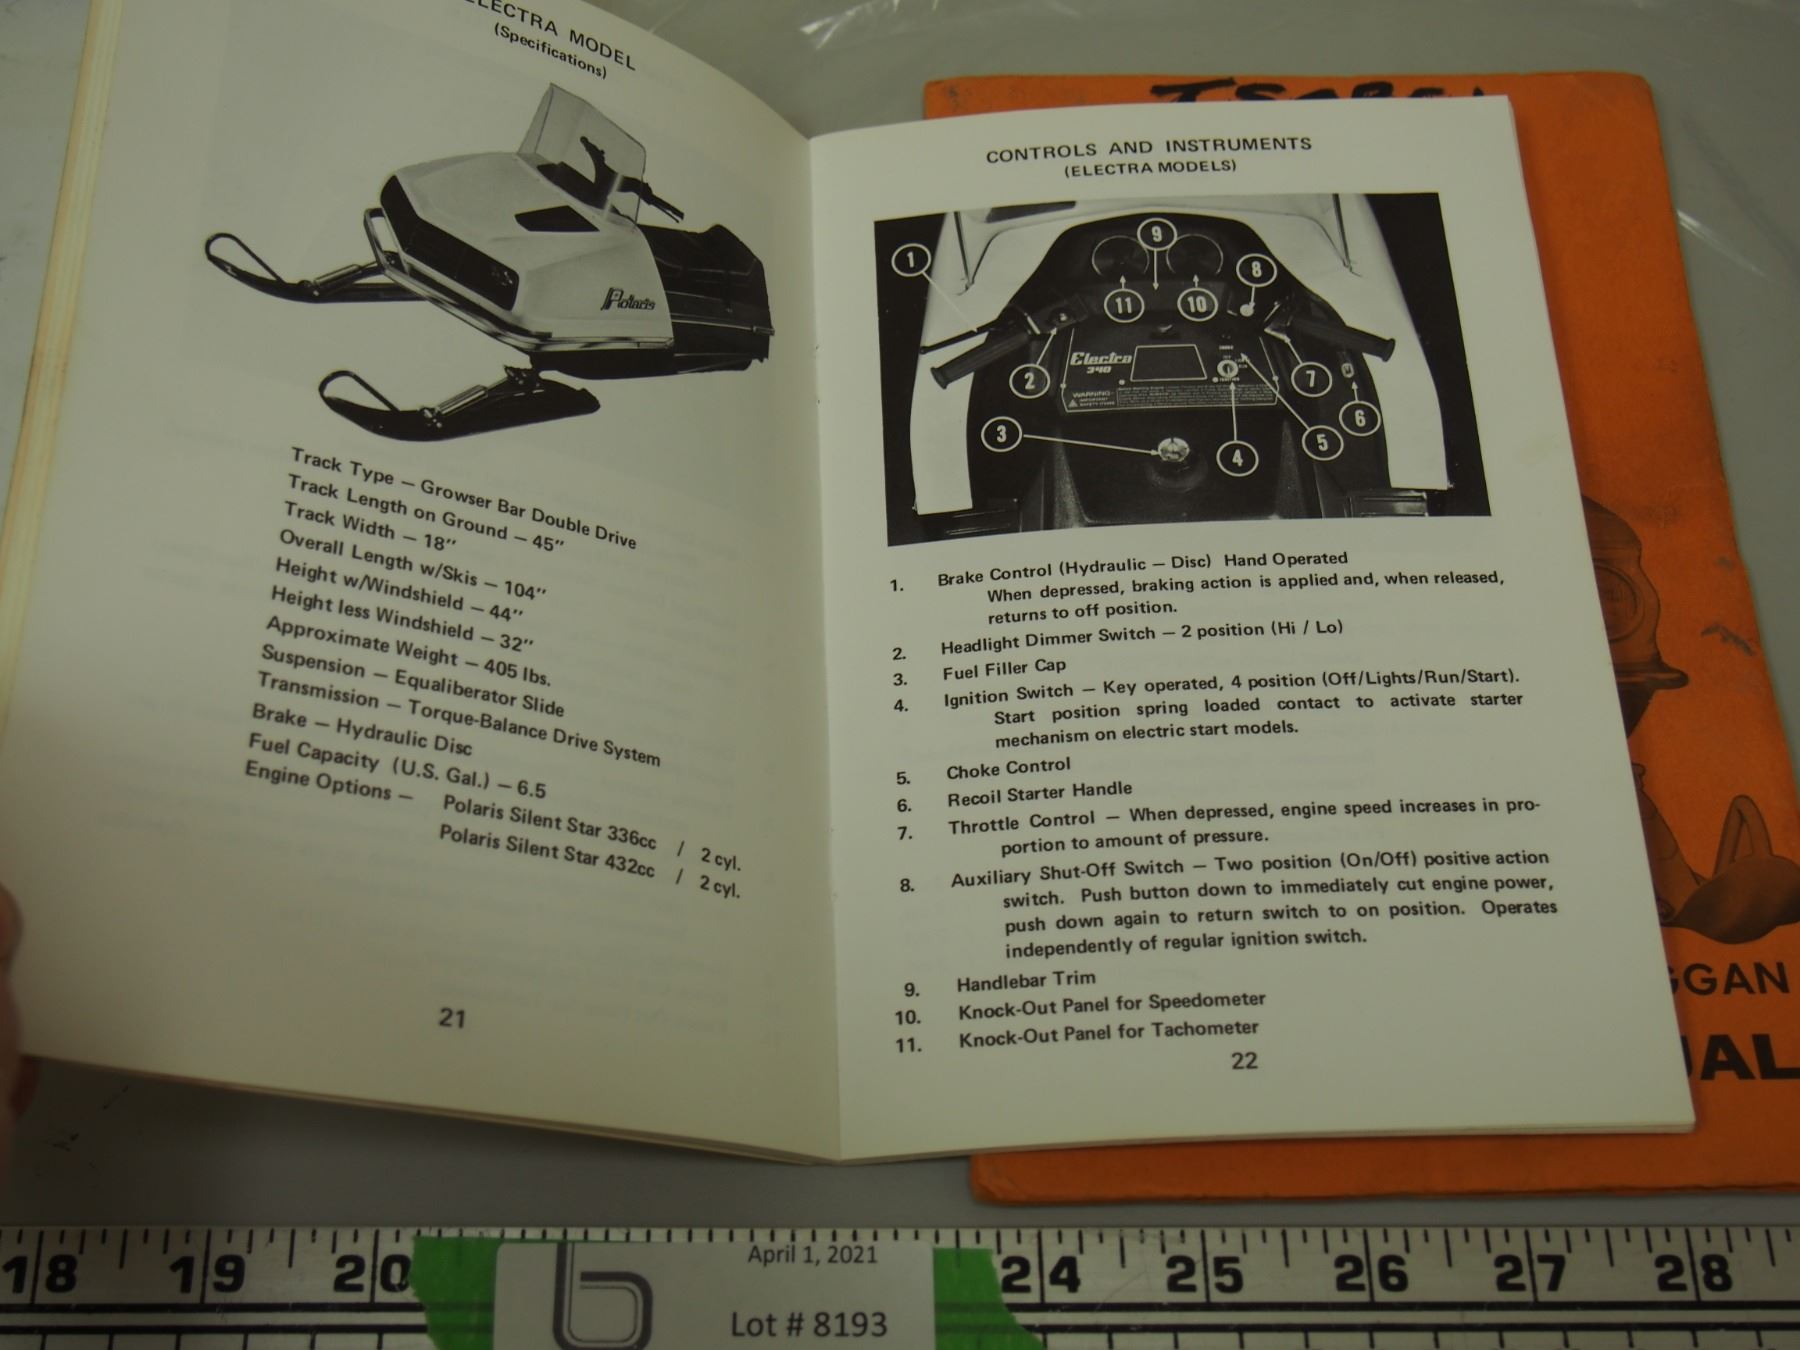 ELECTRA MODEL
(Specifications)
Polaris
Track Type — Growser Bar Double Drive
Track Length on Ground — 45"
Track Width — 18"
Overall Length w/Skis — 104"
Height w/Windshield — 44"
Height less Windshield — 32"
Approximate Weight — 405 lbs.
Suspension — Equaliberator Slide
Transmission — Torque-Balance Drive System
Brake — Hydraulic Disc
Fuel Capacity (U.S. Gal.) — 6.5
Engine Options — Polaris Silent Star 336cc / 2 cyl.
Polaris Silent Star 432cc / 2 cyl.
21
CONTROLS AND INSTRUMENTS
(ELECTRA MODELS)
1
9
8
11
10
2
Electra
340
WARNING
7
6
3
4
5
1. Brake Control (Hydraulic — Disc) Hand Operated
When depressed, braking action is applied and, when released,
returns to off position.
2. Headlight Dimmer Switch — 2 position (Hi / Lo)
3. Fuel Filler Cap
4. Ignition Switch — Key operated, 4 position (Off/Lights/Run/Start).
Start position spring loaded contact to activate starter
mechanism on electric start models.
5. Choke Control
6. Recoil Starter Handle
7. Throttle Control — When depressed, engine speed increases in pro-
portion to amount of pressure.
8. Auxiliary Shut-Off Switch — Two position (On/Off) positive action
switch. Push button down to immediately cut engine power,
push down again to return switch to on position. Operates
independently of regular ignition switch.
9. Handlebar Trim
10. Knock-Out Panel for Speedometer
11. Knock-Out Panel for Tachometer
22
GGAN
UAL
18 19 20 24 25 26 27 28
April 1, 2021
Lot # 8193